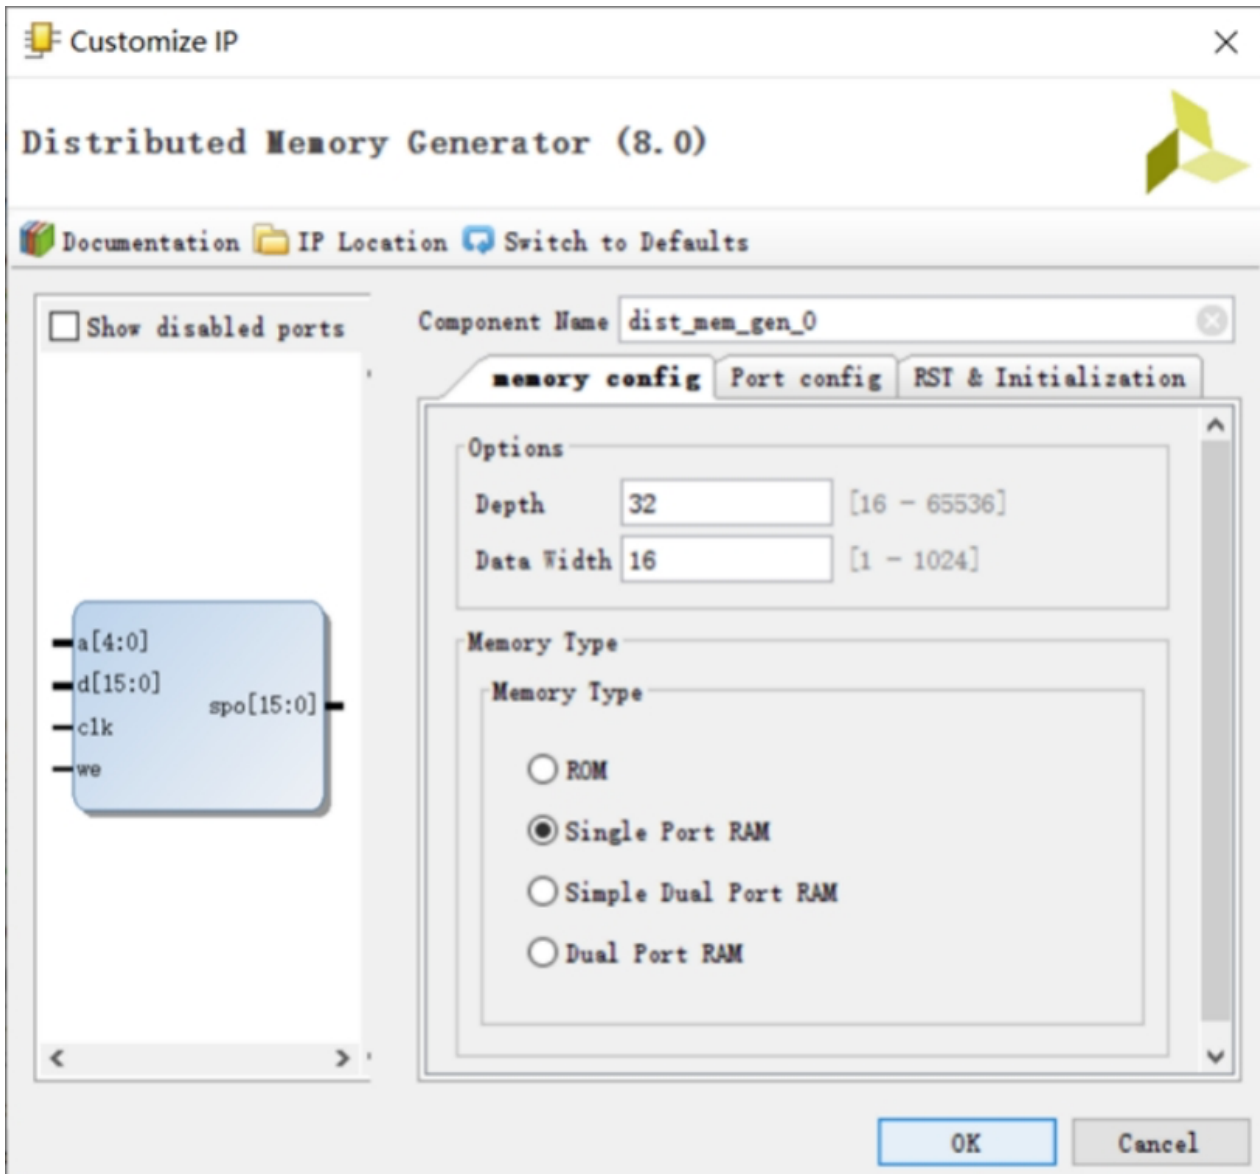 Customize IP
Distributed Memory Generator (8.0)
Documentation IP Location Switch to Defaults
Show disabled ports
Component Name dist_mem_gen_0
memory config Port config RST & Initialization
Options
Depth 32 [16 - 65536]
Data Width 16 [1 - 1024]
a[4:0]
d[15:0]
spo[15:0]
clk
we
Memory Type
Memory Type
ROM
Single Port RAM
Simple Dual Port RAM
Dual Port RAM
OK Cancel